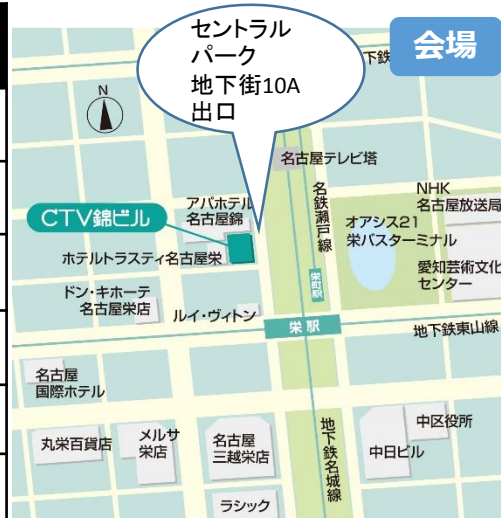 セントラル
パーク
地下街10A
出口
下鉄
会場
N
名古屋テレビ塔
アパホテル
名古屋錦
CTV錦ビル
名鉄瀬戸線
NHK
名古屋放送局
オアシス21
栄バスターミナル
ホテルトラスティ名古屋栄
愛知芸術文化
センター
栄町駅
ドン・キホーテ
名古屋栄店
ルイ・ヴィトン
栄駅
地下鉄東山線
名古屋
国際ホテル
丸栄百貨店
メルサ
栄店
名古屋
三越栄店
地下鉄名城線
中区役所
中日ビル
ラシック